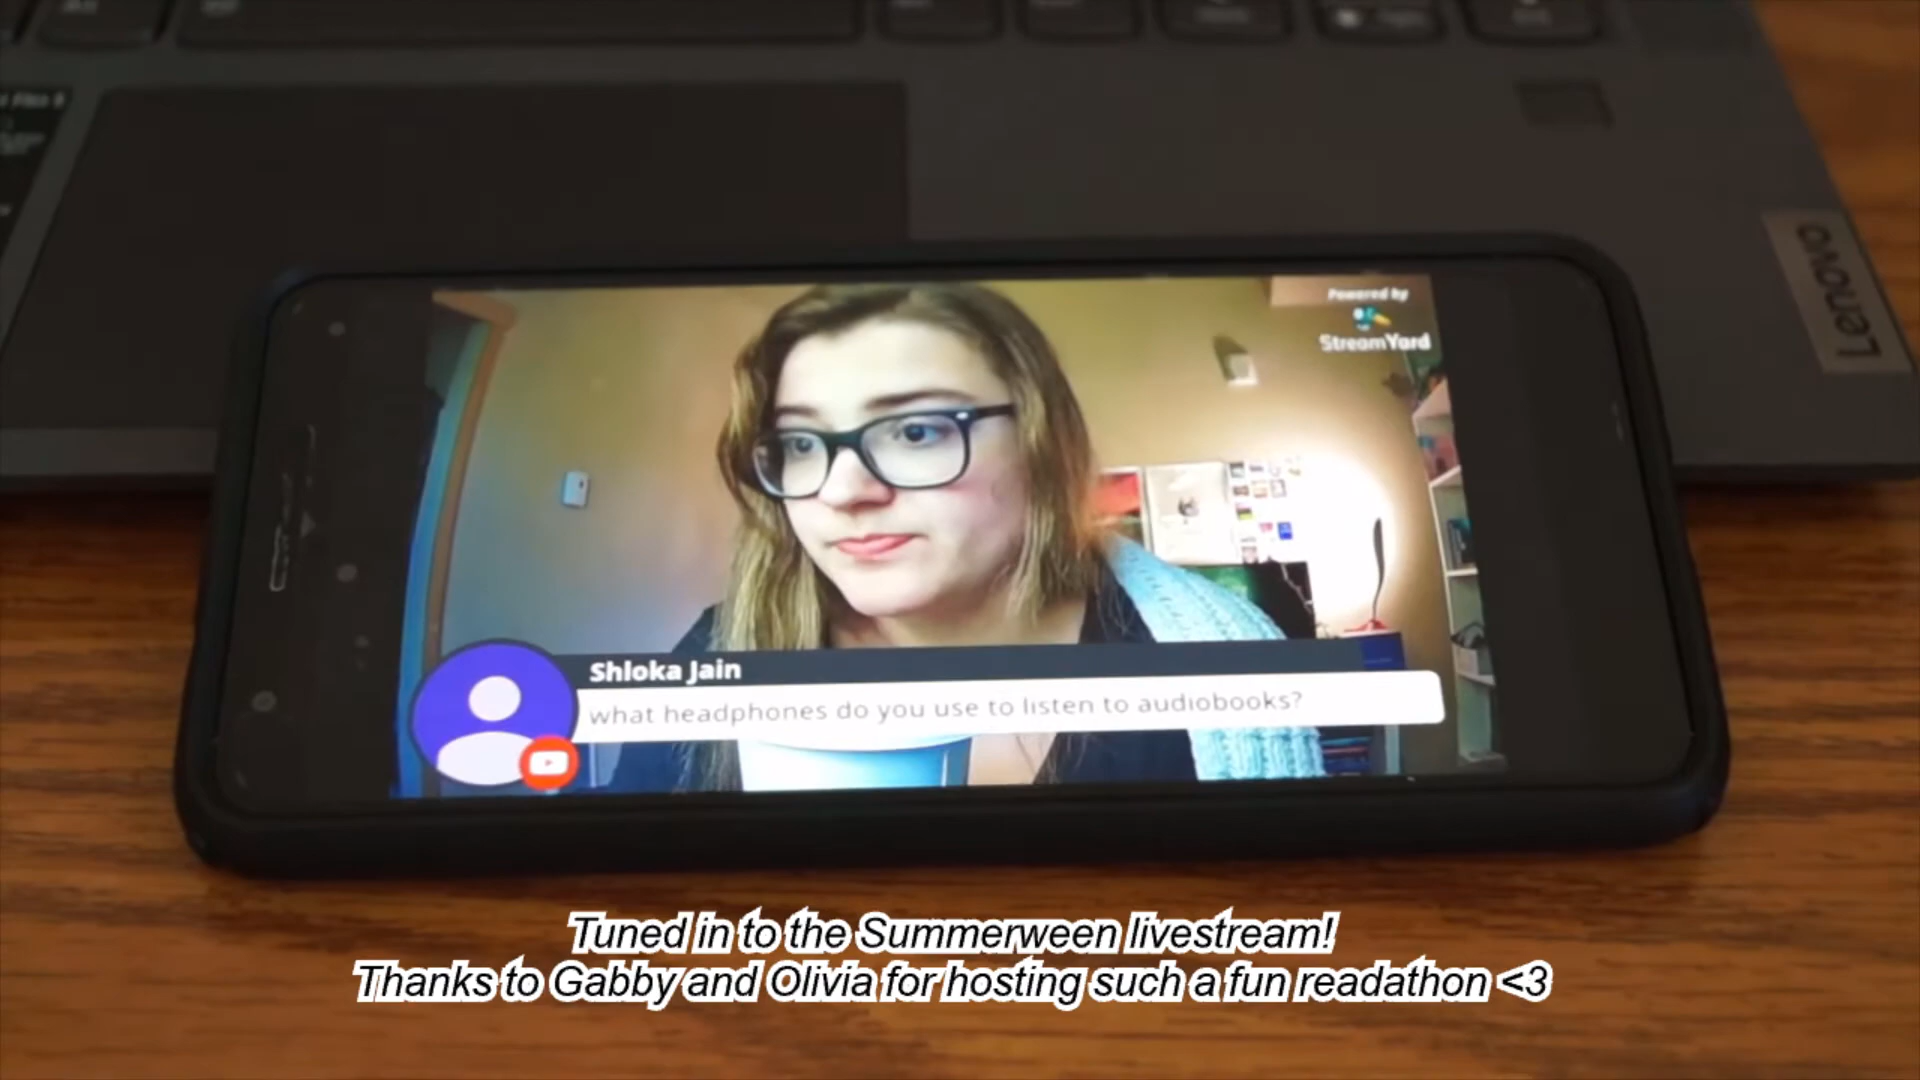 Powered by
StreamYard
Lenovo
Shloka Jain
what headphones do you use to listen to audiobooks?
Tuned in to the Summerween livestream!
Thanks to Gabby and Olivia for hosting such a fun readathon <3